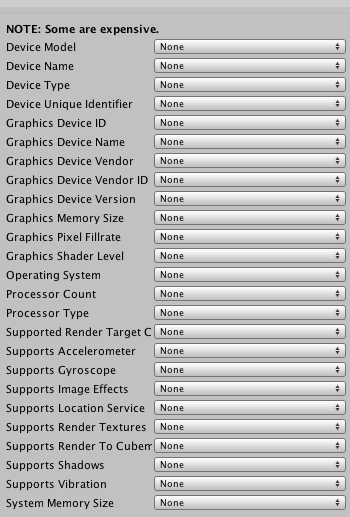 NOTE: Some are expensive.
Device Model None
Device Name None
Device Type None
Device Unique Identifier None
Graphics Device ID None
Graphics Device Name None
Graphics Device Vendor None
Graphics Device Vendor ID None
Graphics Device Version None
Graphics Memory Size None
Graphics Pixel Fillrate None
Graphics Shader Level None
Operating System None
Processor Count None
Processor Type None
Supported Render Target C None
Supports Accelerometer None
Supports Gyroscope None
Supports Image Effects None
Supports Location Service None
Supports Render Textures None
Supports Render To Cubem None
Supports Shadows None
Supports Vibration None
System Memory Size None